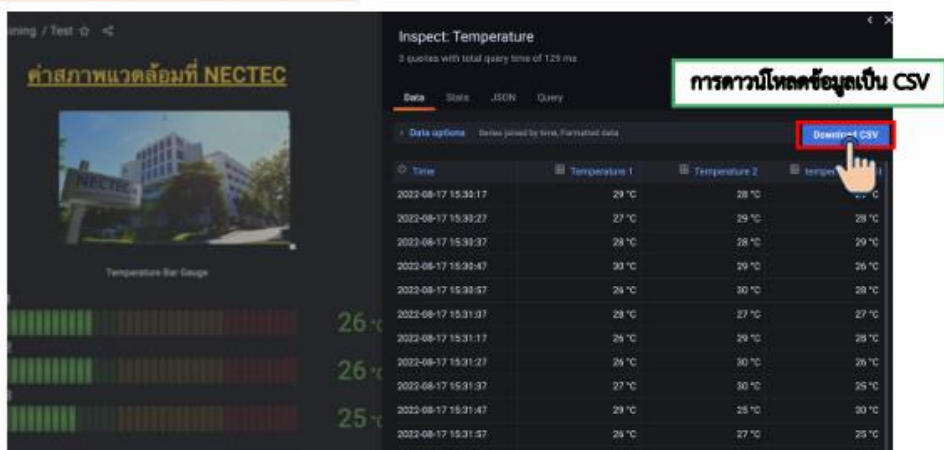 ining / Test
ค่าสภาพแวดล้อมที่ NECTEC
NECTEC
Temperature Bar Gauge
26 °c
26 °c
25 °c
Inspect: Temperature
3 queries with total query time of 129 ms
Data Stats JSON Query
การดาวน์โหลดข้อมูลเป็น CSV
Data options Series joined by time, Formatted data
Download CSV
Time Temperature 1 Temperature 2
2022-08-17 15:30:17 29 °C 28 °C
2022-08-17 15:30:27 27 °C 29 °C 28 °C
2022-08-17 15:30:37 28 °C 28 °C 29 °C
2022-08-17 15:30:47 30 °C 29 °C 26 °C
2022-08-17 15:30:57 26 °C 30 °C 28 °C
2022-08-17 15:31:07 28 °C 27 °C 27 °C
2022-08-17 15:31:17 26 °C 29 °C 28 °C
2022-08-17 15:31:27 26 °C 30 °C 26 °C
2022-08-17 15:31:37 27 °C 30 °C 25 °C
2022-08-17 15:31:47 29 °C 25 °C 30 °C
2022-08-17 15:31:57 26 °C 27 °C 25 °C